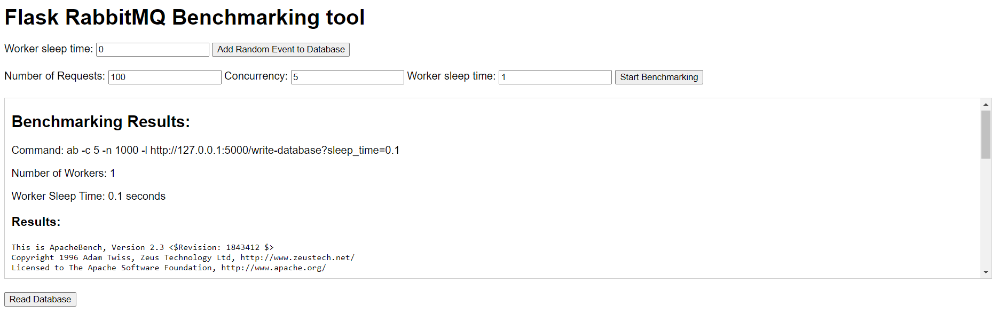 Flask RabbitMQ Benchmarking tool
Worker sleep time: 0 Add Random Event to Database
Number of Requests: 100 Concurrency: 5 Worker sleep time: 1 Start Benchmarking
Benchmarking Results:
Command: ab -c 5 -n 1000 -l http://127.0.0.1:5000/write-database?sleep_time=0.1
Number of Workers: 1
Worker Sleep Time: 0.1 seconds
Results:
This is ApacheBench, Version 2.3 <$Revision: 1843412 $>
Copyright 1996 Adam Twiss, Zeus Technology Ltd, http://www.zeustech.net/
Licensed to The Apache Software Foundation, http://www.apache.org/
Read Database